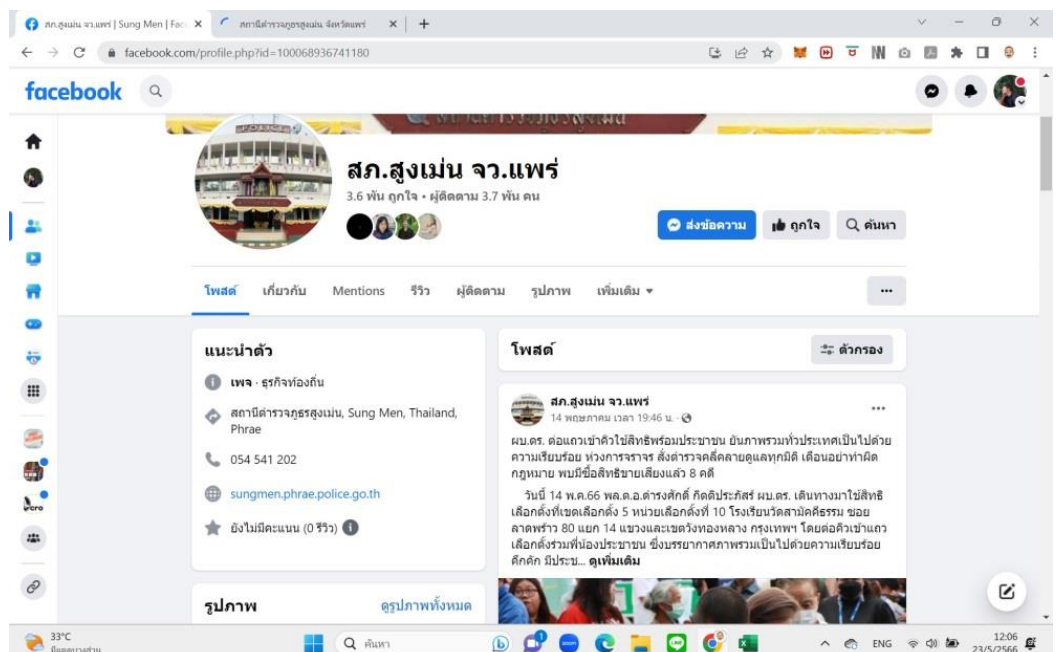 สภ.สูงเม่น จว.แพร่ | Sung Men | Fac
สถานีตำรวจภูธรสูงเม่น จังหวัดแพร่
facebook.com/profile.php?id=100068936741180
facebook
สภ.สูงเม่น จว.แพร่
3.6 พัน ถูกใจ • ผู้ติดตาม 3.7 พัน คน
ส่งข้อความ
ถูกใจ
ค้นหา
โพสต์ เกี่ยวกับ Mentions รีวิว ผู้ติดตาม รูปภาพ เพิ่มเติม
แนะนำตัว
เพจ · ธุรกิจท้องถิ่น
สถานีตำรวจภูธรสูงเม่น, Sung Men, Thailand,
Phrae
054 541 202
sungmen.phrae.police.go.th
ยังไม่มีคะแนน (0 รีวิว)
รูปภาพ
ดูรูปภาพทั้งหมด
โพสต์
ตัวกรอง
สภ.สูงเม่น จว.แพร่
14 พฤษภาคม เวลา 19:46 น.
ผบ.ตร. ต่อแถวเข้าคิวใช้สิทธิพร้อมประชาชน ยันภาพรวมทั่วประเทศเป็นไปด้วย
ความเรียบร้อย ห่วงการจราจร สั่งตำรวจคลี่คลายดูแลทุกมิติ เตือนอย่าทำผิด
กฎหมาย พบมีซื้อสิทธิขายเสียงแล้ว 8 คดี
วันนี้ 14 พ.ค.66 พล.ต.อ.ดำรงศักดิ์ กิตติประภัสร์ ผบ.ตร. เดินทางมาใช้สิทธิ
เลือกตั้งที่เขตเลือกตั้ง 5 หน่วยเลือกตั้งที่ 10 โรงเรียนวัดสามัคคีธรรม ซอย
ลาดพร้าว 80 แยก 14 แขวงและเขตวังทองหลาง กรุงเทพฯ โดยต่อคิวเข้าแถว
เลือกตั้งร่วมพี่น้องประชาชน ซึ่งบรรยากาศภาพรวมเป็นไปด้วยความเรียบร้อย
คึกคัก มีประช... ดูเพิ่มเติม
33°C
มีแดดบางส่วน
ค้นหา
ENG
12:06
23/5/2566